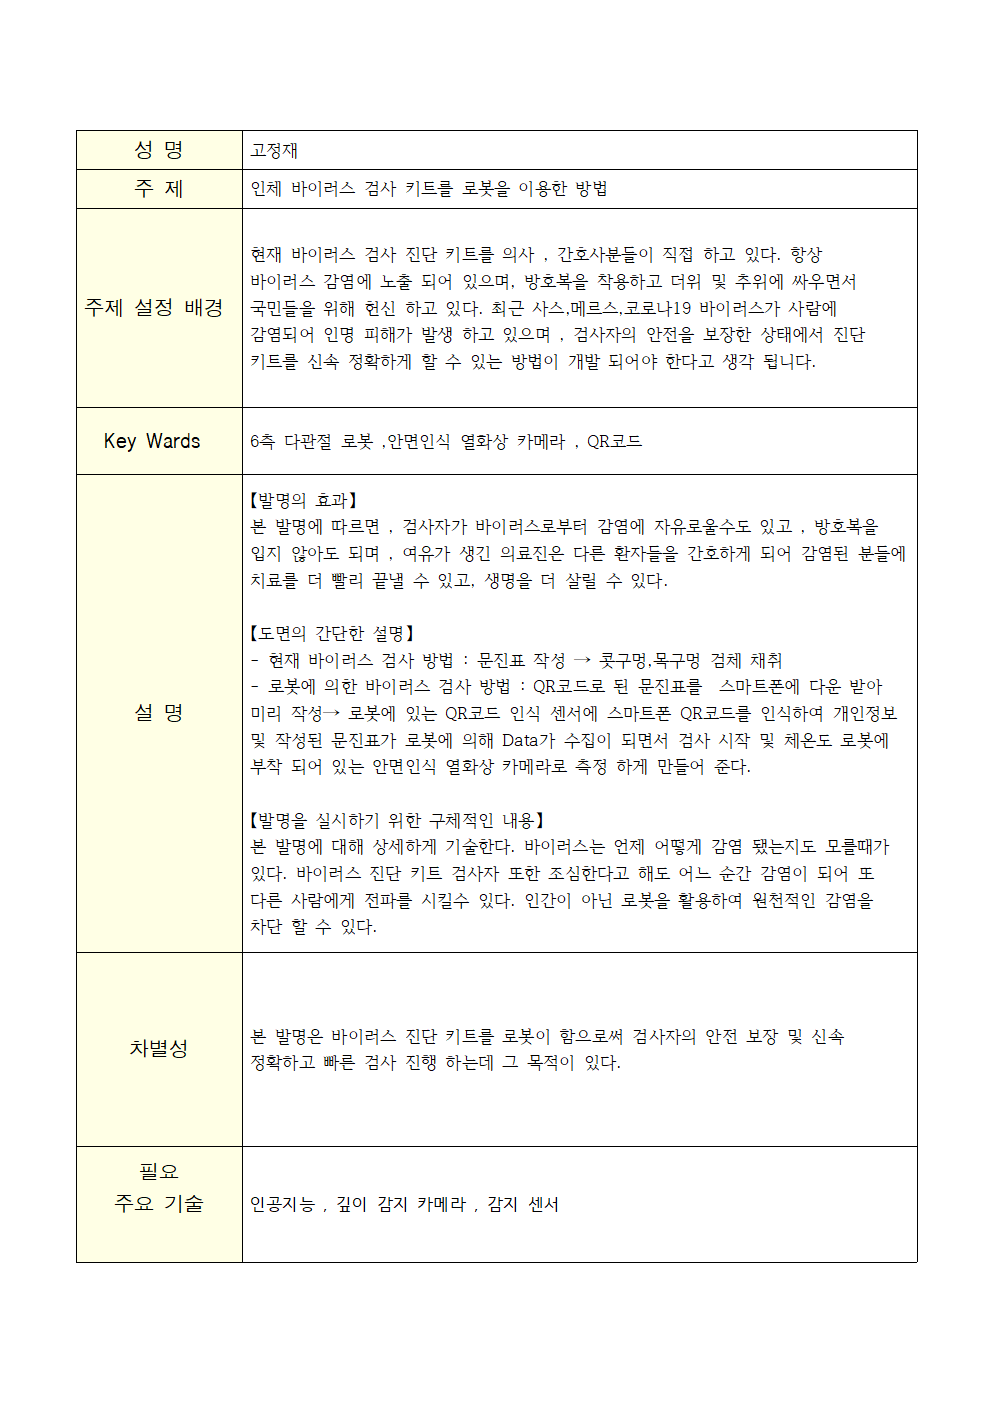 성 명 고정재
주 제 인체 바이러스 검사 키트를 로봇을 이용한 방법
주제 설정 배경
현재 바이러스 검사 진단 키트를 의사 , 간호사분들이 직접 하고 있다. 항상
바이러스 감염에 노출 되어 있으며, 방호복을 착용하고 더위 및 추위에 싸우면서
국민들을 위해 헌신 하고 있다. 최근 사스,메르스,코로나19 바이러스가 사람에
감염되어 인명 피해가 발생 하고 있으며 , 검사자의 안전을 보장한 상태에서 진단
키트를 신속 정확하게 할 수 있는 방법이 개발 되어야 한다고 생각 됩니다.
Key Wards 6측 다관절 로봇 ,안면인식 열화상 카메라 , QR코드
설 명
【발명의 효과】
본 발명에 따르면 , 검사자가 바이러스로부터 감염에 자유로울수도 있고 , 방호복을
입지 않아도 되며 , 여유가 생긴 의료진은 다른 환자들을 간호하게 되어 감염된 분들에
치료를 더 빨리 끝낼 수 있고, 생명을 더 살릴 수 있다.
【도면의 간단한 설명】
- 현재 바이러스 검사 방법 : 문진표 작성 → 콧구멍,목구멍 검체 채취
- 로봇에 의한 바이러스 검사 방법 : QR코드로 된 문진표를 스마트폰에 다운 받아
미리 작성→ 로봇에 있는 QR코드 인식 센서에 스마트폰 QR코드를 인식하여 개인정보
및 작성된 문진표가 로봇에 의해 Data가 수집이 되면서 검사 시작 및 체온도 로봇에
부착 되어 있는 안면인식 열화상 카메라로 측정 하게 만들어 준다.
【발명을 실시하기 위한 구체적인 내용】
본 발명에 대해 상세하게 기술한다. 바이러스는 언제 어떻게 감염 됐는지도 모를때가
있다. 바이러스 진단 키트 검사자 또한 조심한다고 해도 어느 순간 감염이 되어 또
다른 사람에게 전파를 시킬수 있다. 인간이 아닌 로봇을 활용하여 원천적인 감염을
차단 할 수 있다.
차별성
본 발명은 바이러스 진단 키트를 로봇이 함으로써 검사자의 안전 보장 및 신속
정확하고 빠른 검사 진행 하는데 그 목적이 있다.
필요
주요 기술 인공지능 , 깊이 감지 카메라 , 감지 센서